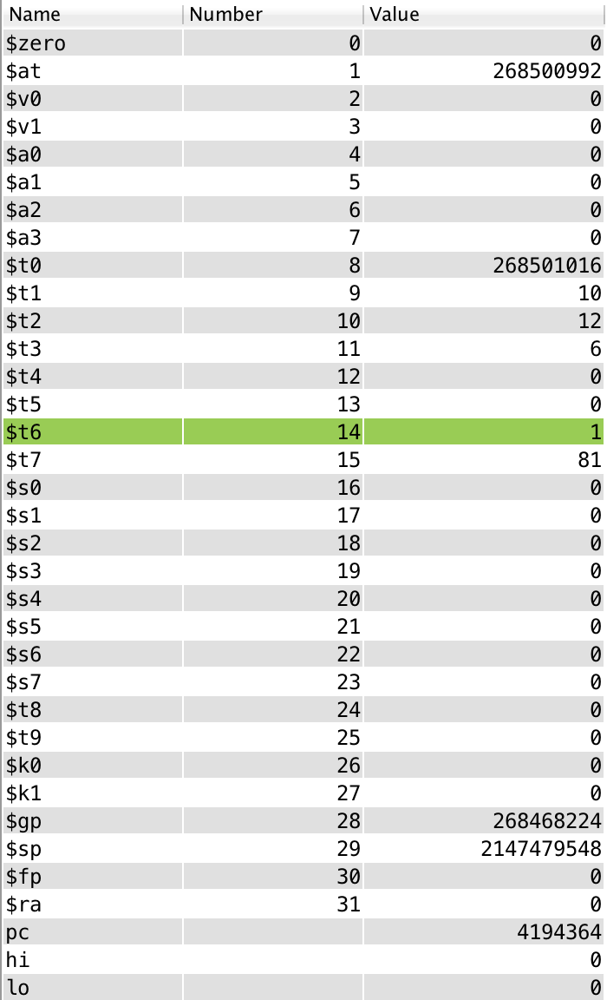 Name Number Value
$zero 0 0
$at 1 268500992
$v0 2 0
$v1 3 0
$a0 4 0
$a1 5 0
$a2 6 0
$a3 7 0
$t0 8 268501016
$t1 9 10
$t2 10 12
$t3 11 6
$t4 12 0
$t5 13 0
$t6 14 1
$t7 15 81
$s0 16 0
$s1 17 0
$s2 18 0
$s3 19 0
$s4 20 0
$s5 21 0
$s6 22 0
$s7 23 0
$t8 24 0
$t9 25 0
$k0 26 0
$k1 27 0
$gp 28 268468224
$sp 29 2147479548
$fp 30 0
$ra 31 0
pc 4194364
hi 0
lo 0